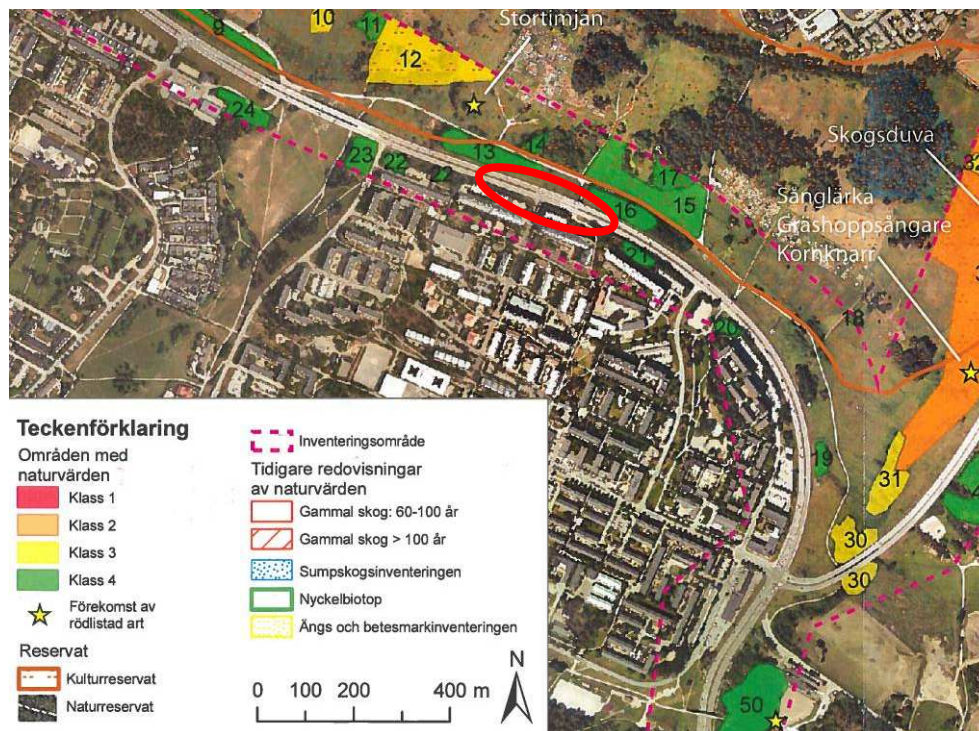 Stortimjan
10
11
9
12
Skogsduva
24
13
14
23
22
22
17
15
16
Sånglärka
Gräshoppsångare
Kornknarr
21
20
18
19
31
30
30
50
Teckenförklaring
Områden med
naturvärden
Klass 1
Klass 2
Klass 3
Klass 4
Förekomst av
rödlistad art
Reservat
Kulturreservat
Naturreservat
Inventeringsområde
Tidigare redovisningar
av naturvärden
Gammal skog: 60-100 år
Gammal skog > 100 år
Sumpskogsinventeringen
Nyckelbiotop
Ängs och betesmarkinventeringen
N
0 100 200 400 m